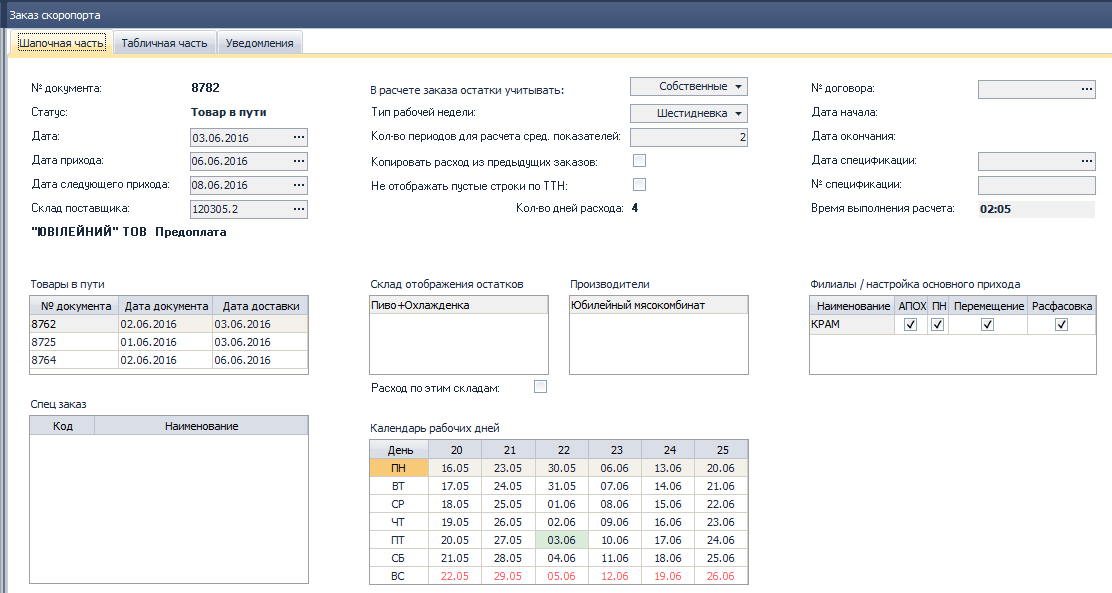 Заказ скоропорта
Шапочная часть Табличная часть Уведомления
№ документа: 8782
Статус: Товар в пути
Дата: 03.06.2016 ...
Дата прихода: 06.06.2016 ...
Дата следующего прихода: 08.06.2016 ...
Склад поставщика: 120305.2 ...
"ЮВІЛЕЙНИЙ" ТОВ Предоплата
В расчете заказа остатки учитывать: Собственные
Тип рабочей недели: Шестидневка
Кол-во периодов для расчета сред. показателей: 2
Копировать расход из предыдущих заказов:
Не отображать пустые строки по ТТН:
Кол-во дней расхода: 4
№ договора: ...
Дата начала:
Дата окончания:
Дата спецификации: ...
№ спецификации:
Время выполнения расчета: 02:05
Товары в пути
№ документа Дата документа Дата доставки
8762 02.06.2016 03.06.2016
8725 01.06.2016 03.06.2016
8764 02.06.2016 06.06.2016
Склад отображения остатков
Пиво+Охлажденка
Расход по этим складам:
Производители
Юбилейный мясокомбинат
Филиалы / настройка основного прихода
Наименование АПОХ ПН Перемещение Расфасовка
КРАМ
Спец заказ
Код Наименование
Календарь рабочих дней
День 20 21 22 23 24 25
ПН 16.05 23.05 30.05 06.06 13.06 20.06
ВТ 17.05 24.05 31.05 07.06 14.06 21.06
СР 18.05 25.05 01.06 08.06 15.06 22.06
ЧТ 19.05 26.05 02.06 09.06 16.06 23.06
ПТ 20.05 27.05 03.06 10.06 17.06 24.06
СБ 21.05 28.05 04.06 11.06 18.06 25.06
ВС 22.05 29.05 05.06 12.06 19.06 26.06